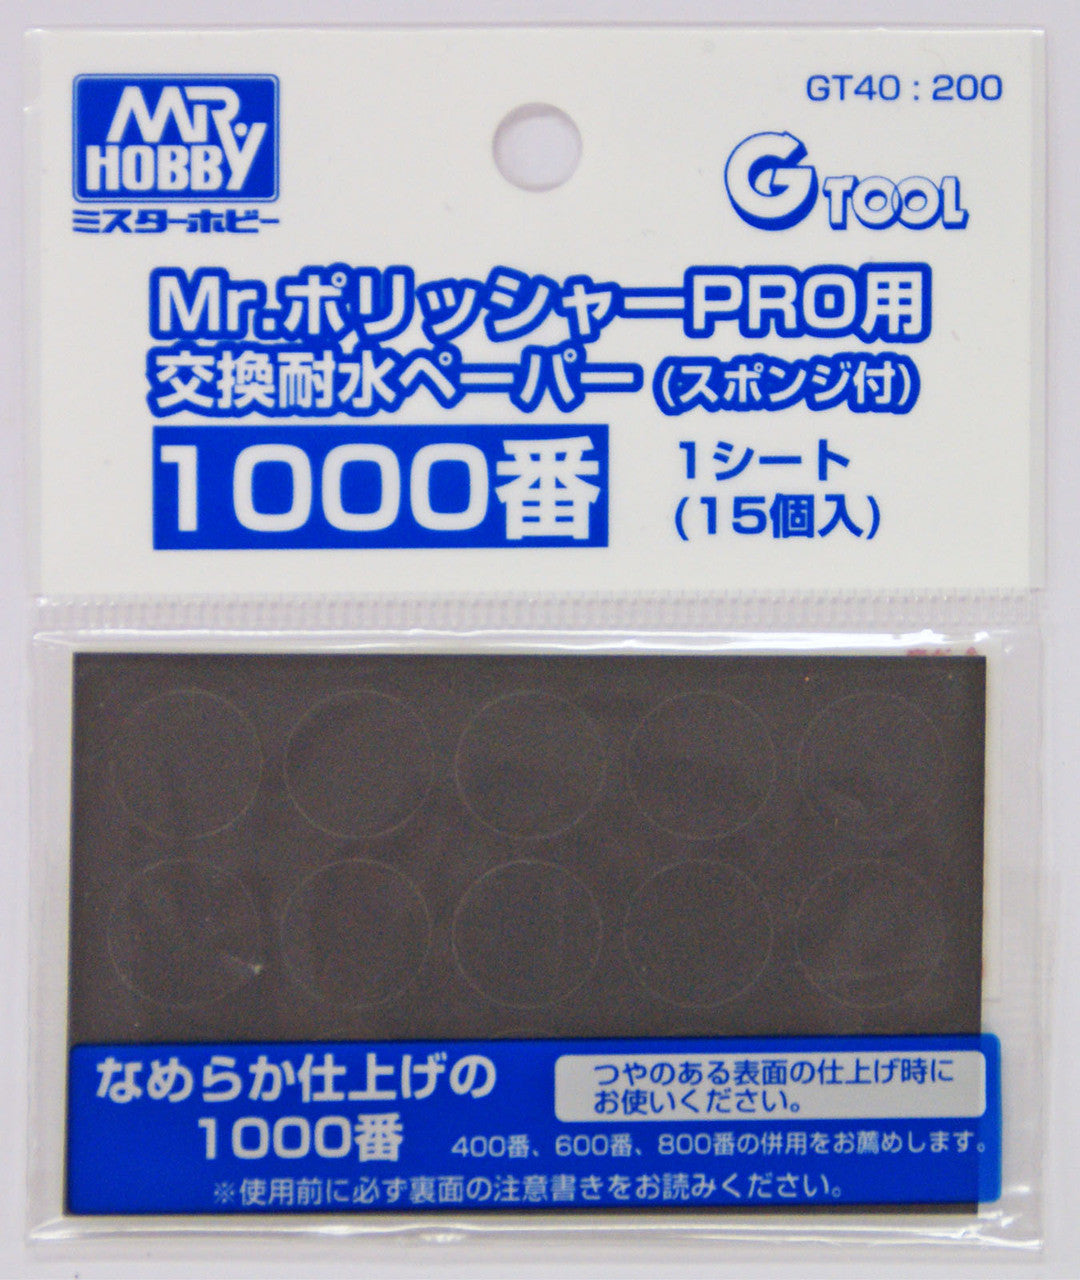 GT40 : 200
MR HOBBY
ミスターホビー
G TOOL
Mr.ポリッシャーPRO用
交換耐水ペーパー（スポンジ付）
1000番
1シート
(15個入)
なめらか仕上げの
1000番
つやのある表面の仕上げ時に
お使いください。
400番、600番、800番の併用をお薦めします。
※使用前に必ず裏面の注意書きをお読みください。